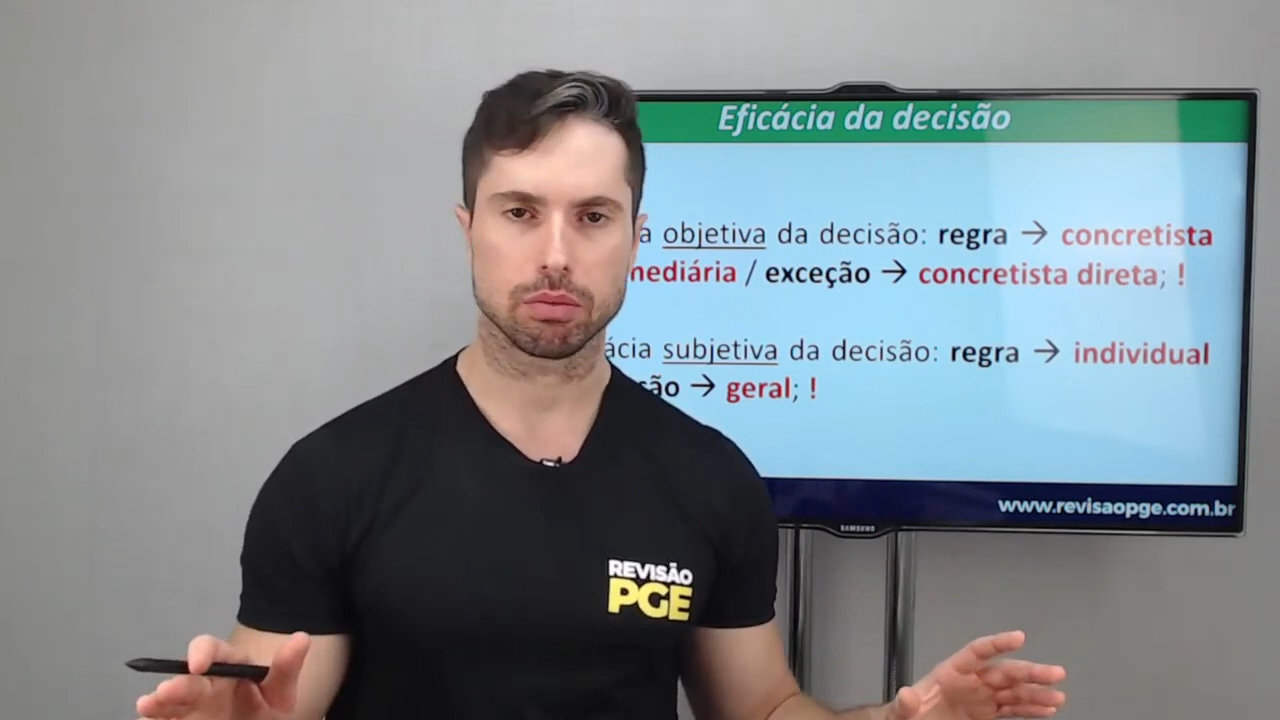 Eficácia da decisão
a objetiva da decisão: regra → concretista
mediária / exceção → concretista direta; !
ácia subjetiva da decisão: regra → individual
são → geral; !
www.revisaopge.com.br
SAMSUNG
REVISÃO
PGE